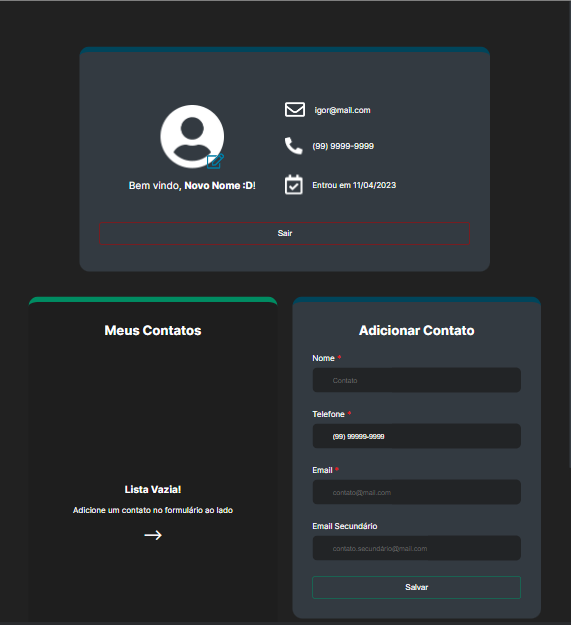 igor@mail.com
(99) 9999-9999
Bem vindo, Novo Nome :D!
Entrou em 11/04/2023
Sair
Meus Contatos
Lista Vazia!
Adicione um contato no formulário ao lado
Adicionar Contato
Nome *
Contato
Telefone *
(99) 99999-9999
Email *
contato@mail.com
Email Secundário
contato.secundário@mail.com
Salvar